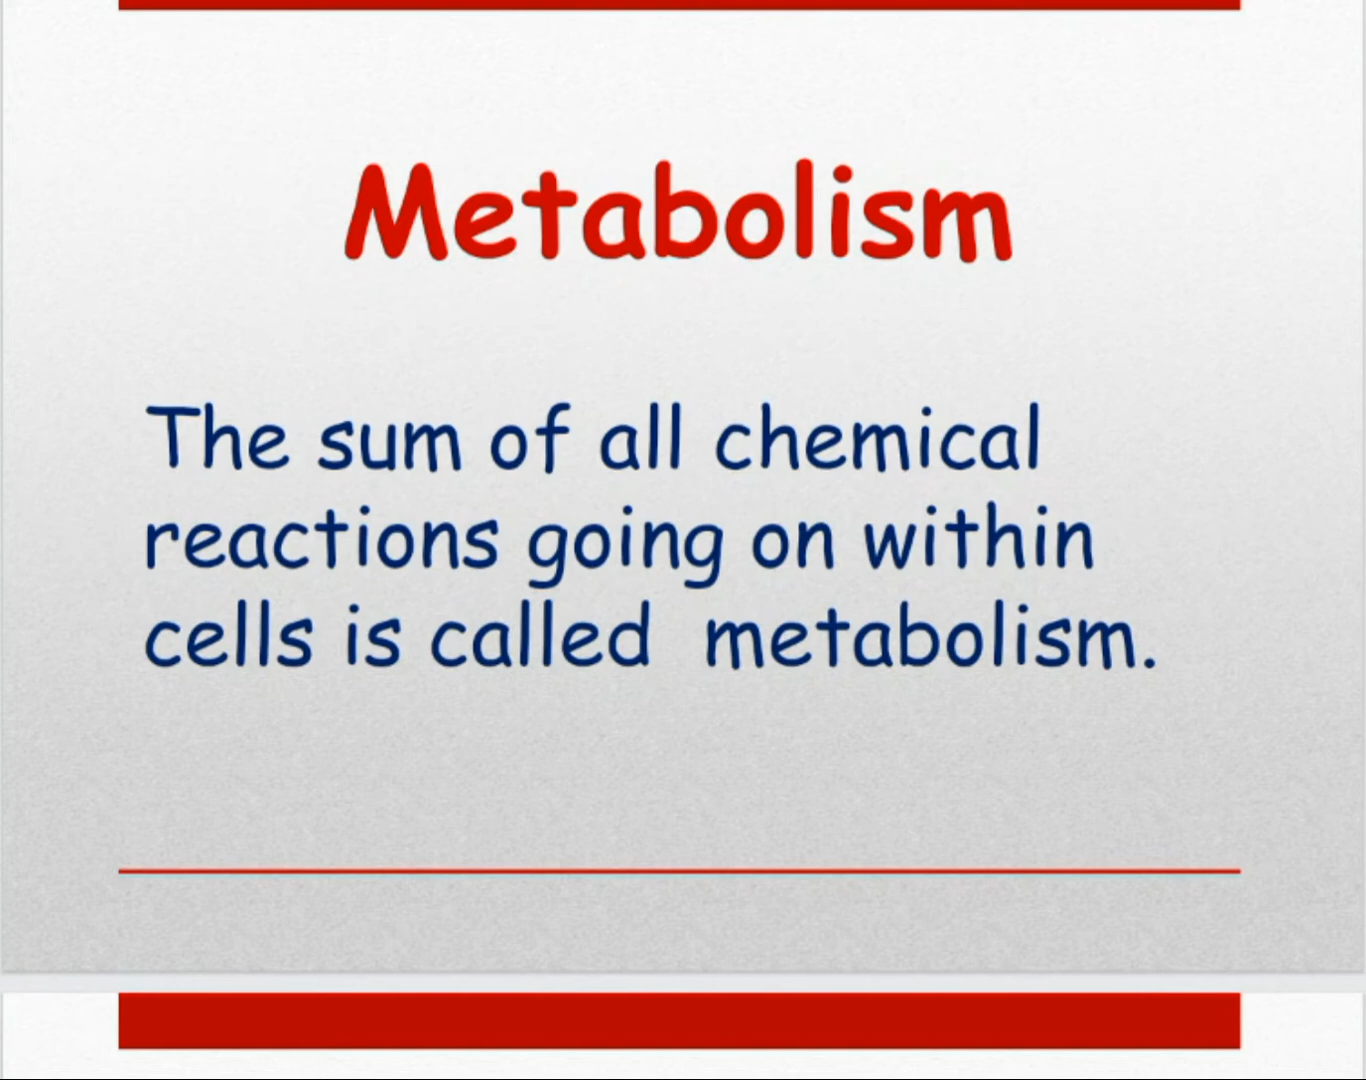 Metabolism
The sum of all chemical
reactions going on within
cells is called  metabolism.